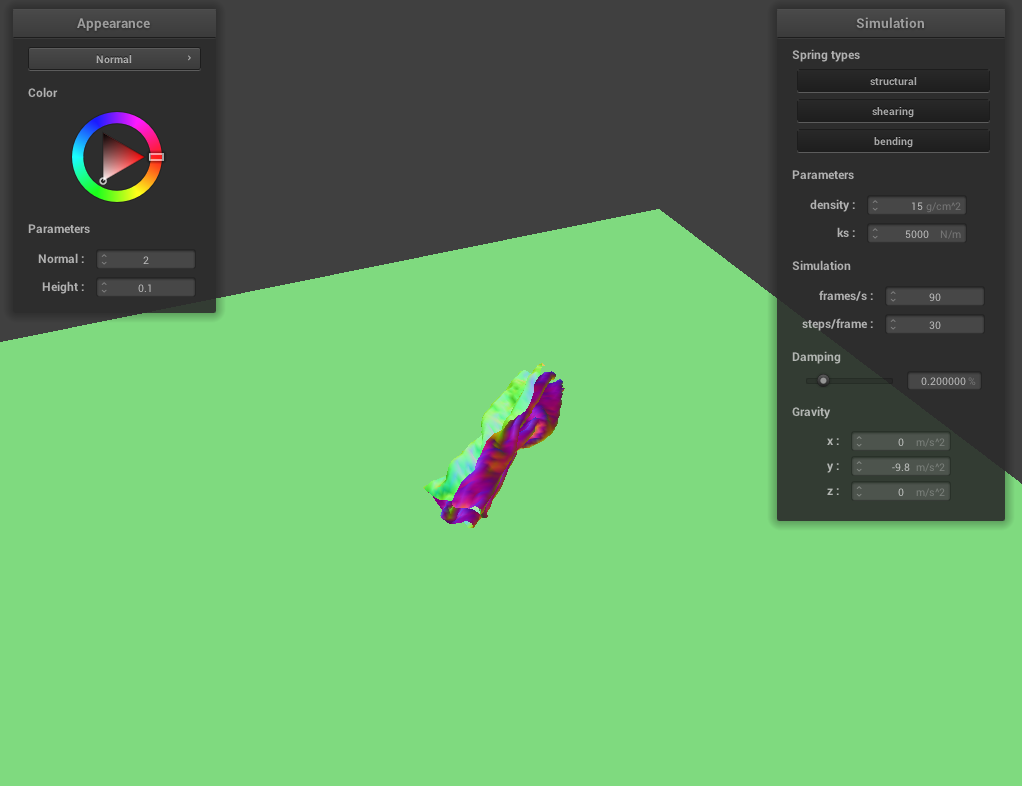 Appearance
Normal
Color
Parameters
Normal : 2
Height : 0.1
Simulation
Spring types
structural
shearing
bending
Parameters
density : 15 g/cm^2
ks : 5000 N/m
Simulation
frames/s : 90
steps/frame : 30
Damping
0.200000 %
Gravity
x : 0 m/s^2
y : -9.8 m/s^2
z : 0 m/s^2